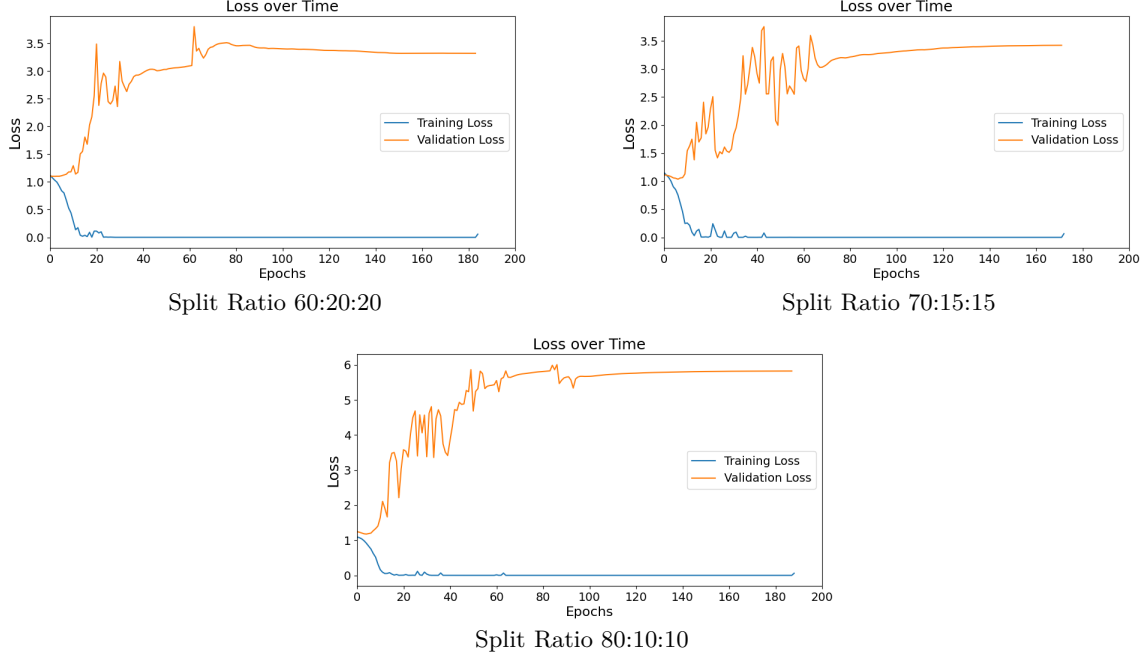 Loss over Time
3.5
3.0
2.5
2.0
1.5
1.0
0.5
0.0
Loss
Training Loss
Validation Loss
0 20 40 60 80 100 120 140 160 180 200
Epochs
Split Ratio 60:20:20
Loss over Time
3.5
3.0
2.5
2.0
1.5
1.0
0.5
0.0
Loss
Training Loss
Validation Loss
0 20 40 60 80 100 120 140 160 180 200
Epochs
Split Ratio 70:15:15
Loss over Time
6
5
4
3
2
1
0
Loss
Training Loss
Validation Loss
0 20 40 60 80 100 120 140 160 180 200
Epochs
Split Ratio 80:10:10